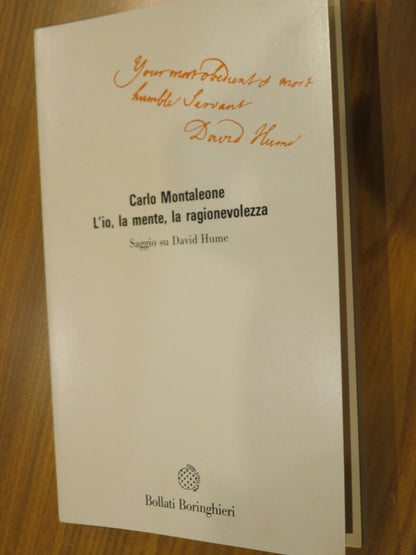 Your most obedient & most
humble Servant
David Hume
Carlo Montaleone
L'io, la mente, la ragionevolezza
Saggio su David Hume
Bollati Boringhieri